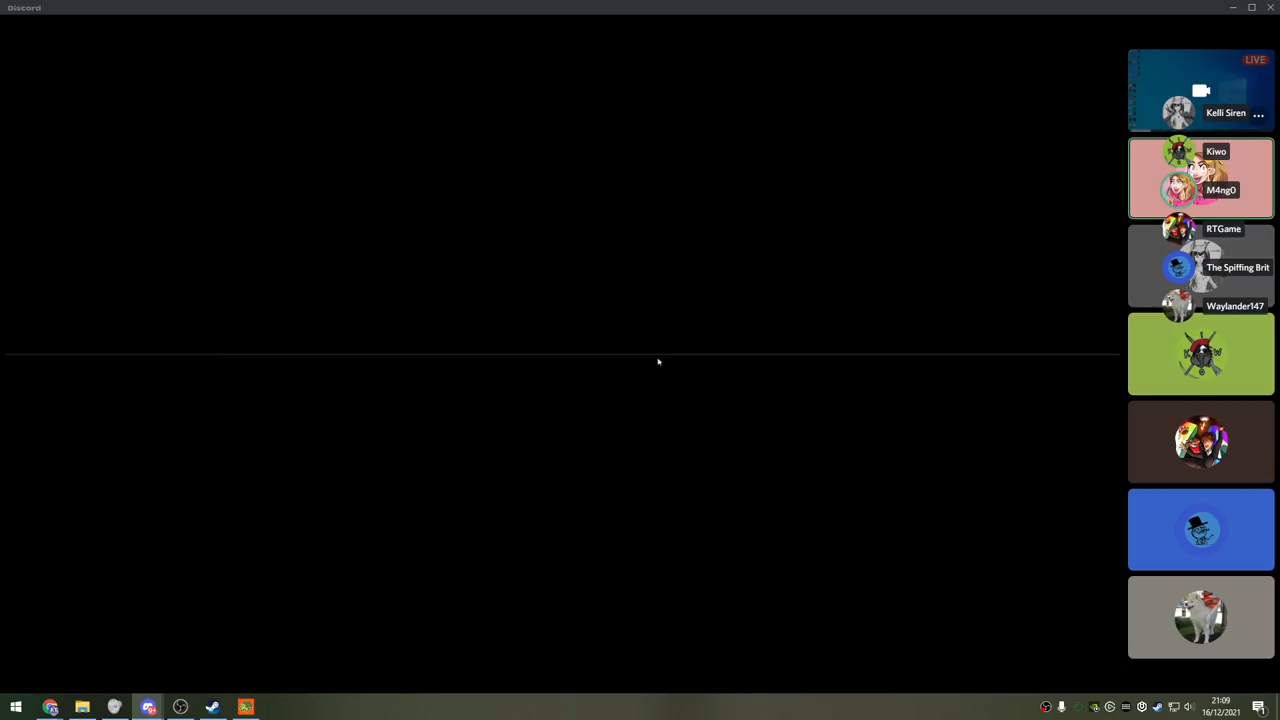 Discord
LIVE
Kelli Siren
Kiwo
M4ng0
RTGame
The Spiffing Brit
Waylander147
21:09
16/12/2021